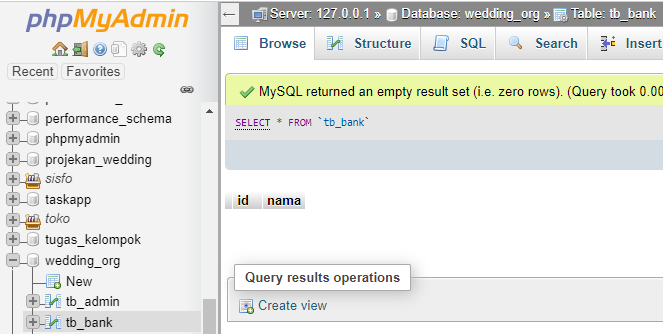 phpMyAdmin
Recent Favorites
performance_schema
phpmyadmin
projekan_wedding
sisfo
taskapp
toko
tugas_kelompok
wedding_org
New
tb_admin
tb_bank
Server: 127.0.0.1 » Database: wedding_org » Table: tb_bank
Browse Structure SQL Search Insert
MySQL returned an empty result set (i.e. zero rows). (Query took 0.00
SELECT * FROM `tb_bank`
id nama
Query results operations
Create view